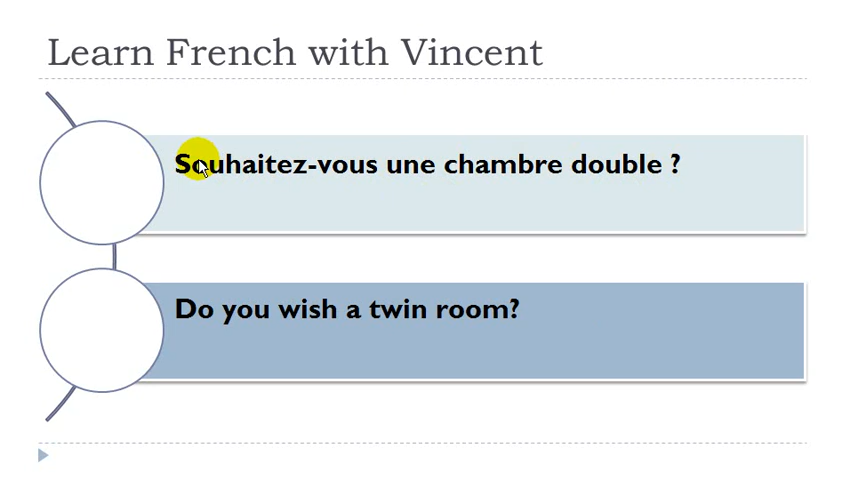 Learn French with Vincent
Souhaitez-vous une chambre double ?
Do you wish a twin room?